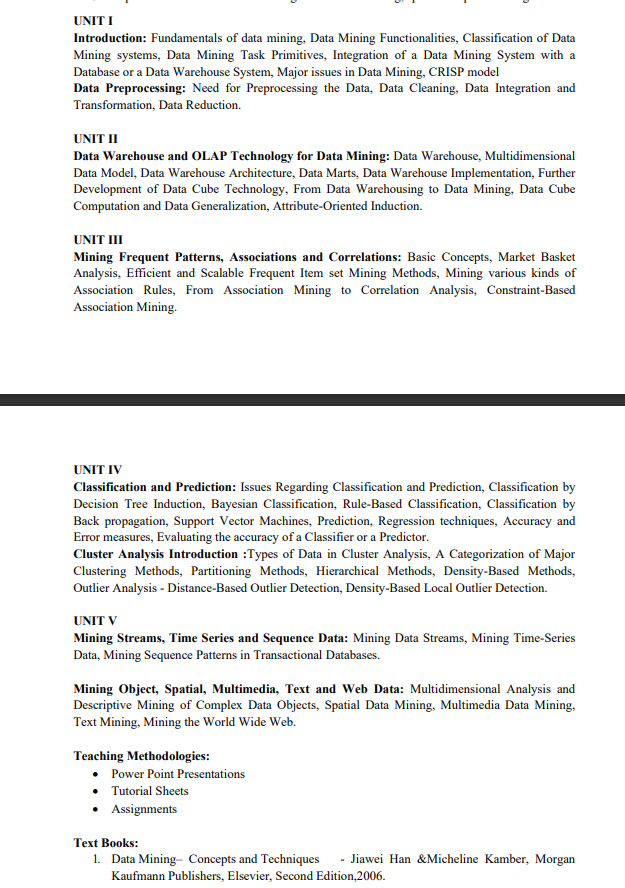 UNIT I
Introduction: Fundamentals of data mining, Data Mining Functionalities, Classification of Data
Mining systems, Data Mining Task Primitives, Integration of a Data Mining System with a
Database or a Data Warehouse System, Major issues in Data Mining, CRISP model
Data Preprocessing: Need for Preprocessing the Data, Data Cleaning, Data Integration and
Transformation, Data Reduction.
UNIT II
Data Warehouse and OLAP Technology for Data Mining: Data Warehouse, Multidimensional
Data Model, Data Warehouse Architecture, Data Marts, Data Warehouse Implementation, Further
Development of Data Cube Technology, From Data Warehousing to Data Mining, Data Cube
Computation and Data Generalization, Attribute-Oriented Induction.
UNIT III
Mining Frequent Patterns, Associations and Correlations: Basic Concepts, Market Basket
Analysis, Efficient and Scalable Frequent Item set Mining Methods, Mining various kinds of
Association Rules, From Association Mining to Correlation Analysis, Constraint-Based
Association Mining.
UNIT IV
Classification and Prediction: Issues Regarding Classification and Prediction, Classification by
Decision Tree Induction, Bayesian Classification, Rule-Based Classification, Classification by
Back propagation, Support Vector Machines, Prediction, Regression techniques, Accuracy and
Error measures, Evaluating the accuracy of a Classifier or a Predictor.
Cluster Analysis Introduction :Types of Data in Cluster Analysis, A Categorization of Major
Clustering Methods, Partitioning Methods, Hierarchical Methods, Density-Based Methods,
Outlier Analysis - Distance-Based Outlier Detection, Density-Based Local Outlier Detection.
UNIT V
Mining Streams, Time Series and Sequence Data: Mining Data Streams, Mining Time-Series
Data, Mining Sequence Patterns in Transactional Databases.
Mining Object, Spatial, Multimedia, Text and Web Data: Multidimensional Analysis and
Descriptive Mining of Complex Data Objects, Spatial Data Mining, Multimedia Data Mining,
Text Mining, Mining the World Wide Web.
Teaching Methodologies:
• Power Point Presentations
• Tutorial Sheets
• Assignments
Text Books:
1. Data Mining– Concepts and Techniques - Jiawei Han &Micheline Kamber, Morgan
Kaufmann Publishers, Elsevier, Second Edition,2006.